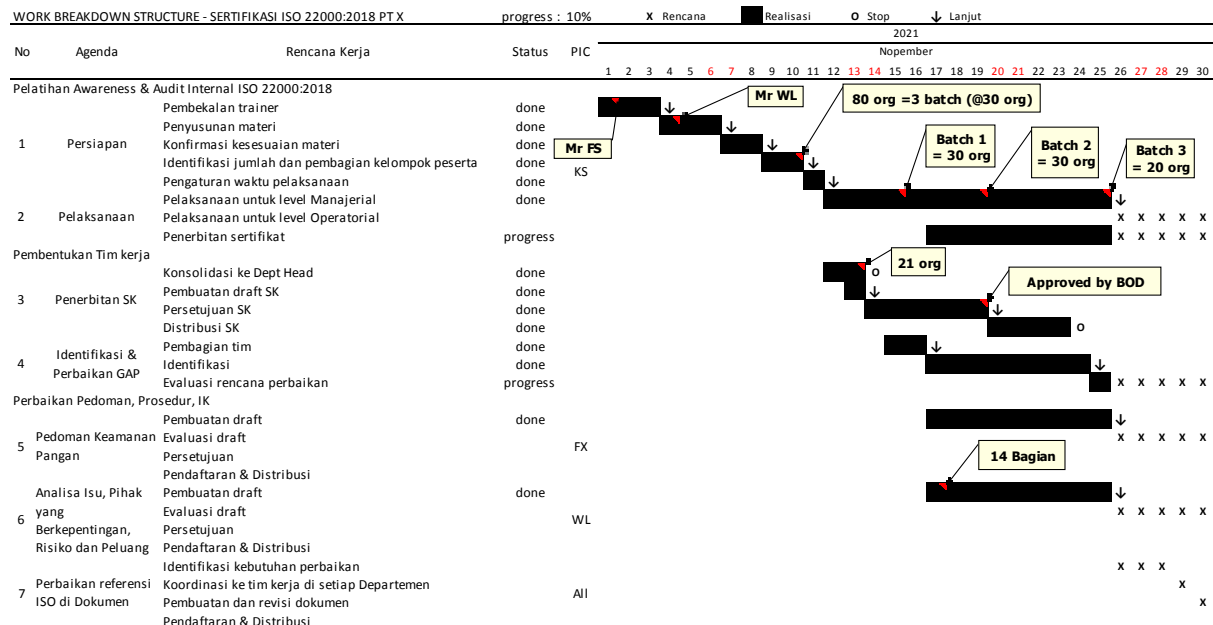 WORK BREAKDOWN STRUCTURE - SERTIFIKASI ISO 22000:2018 PT X progress : 10% x Rencana Realisasi o Stop ↓ Lanjut
2021
No Agenda Rencana Kerja Status PIC Nopember
1 2 3 4 5 6 7 8 9 10 11 12 13 14 15 16 17 18 19 20 21 22 23 24 25 26 27 28 29 30
Pelatihan Awareness & Audit Internal ISO 22000:2018
1 Persiapan KS
Pembekalan trainer done ↓
Mr FS
Penyusunan materi done ↓
Mr WL
Konfirmasi kesesuaian materi done ↓
Identifikasi jumlah dan pembagian kelompok peserta done ↓
80 org =3 batch (@30 org)
Pengaturan waktu pelaksanaan done ↓
2 Pelaksanaan
Pelaksanaan untuk level Manajerial done ↓
Batch 1
= 30 org
Batch 2
= 30 org
Batch 3
= 20 org
Pelaksanaan untuk level Operatorial x x x x x
Penerbitan sertifikat progress x x x x x
Pembentukan Tim kerja
3 Penerbitan SK
Konsolidasi ke Dept Head done o
21 org
Pembuatan draft SK done ↓
Persetujuan SK done ↓
Approved by BOD
Distribusi SK done o
4 Identifikasi &
Perbaikan GAP
Pembagian tim done ↓
Identifikasi done ↓
Evaluasi rencana perbaikan progress x x x x x
Perbaikan Pedoman, Prosedur, IK
5 Pedoman Keamanan
Pangan
FX
Pembuatan draft done ↓
Evaluasi draft x x x x x
Persetujuan
Pendaftaran & Distribusi
6 Analisa Isu, Pihak
yang
Berkepentingan,
Risiko dan Peluang
WL
Pembuatan draft done ↓
14 Bagian
Evaluasi draft x x x x x
Persetujuan
Pendaftaran & Distribusi
7 Perbaikan referensi
ISO di Dokumen
All
Identifikasi kebutuhan perbaikan x x x
Koordinasi ke tim kerja di setiap Departemen x
Pembuatan dan revisi dokumen x
Pendaftaran & Distribusi